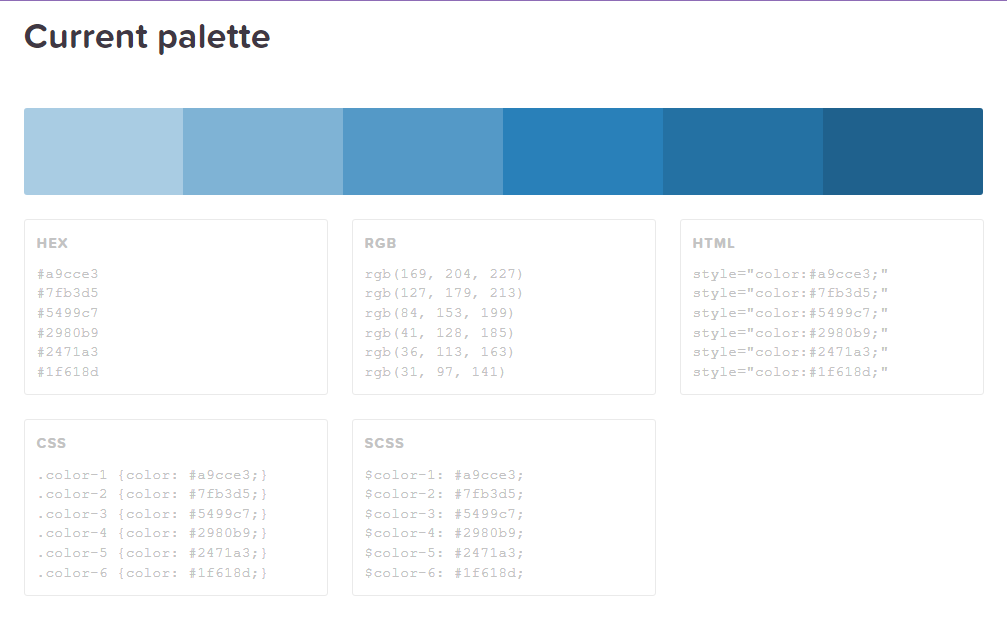 Current palette
HEX
#a9cce3
#7fb3d5
#5499c7
#2980b9
#2471a3
#1f618d
RGB
rgb(169, 204, 227)
rgb(127, 179, 213)
rgb(84, 153, 199)
rgb(41, 128, 185)
rgb(36, 113, 163)
rgb(31, 97, 141)
HTML
style="color:#a9cce3;"
style="color:#7fb3d5;"
style="color:#5499c7;"
style="color:#2980b9;"
style="color:#2471a3;"
style="color:#1f618d;"
CSS
.color-1 {color: #a9cce3;}
.color-2 {color: #7fb3d5;}
.color-3 {color: #5499c7;}
.color-4 {color: #2980b9;}
.color-5 {color: #2471a3;}
.color-6 {color: #1f618d;}
SCSS
$color-1: #a9cce3;
$color-2: #7fb3d5;
$color-3: #5499c7;
$color-4: #2980b9;
$color-5: #2471a3;
$color-6: #1f618d;